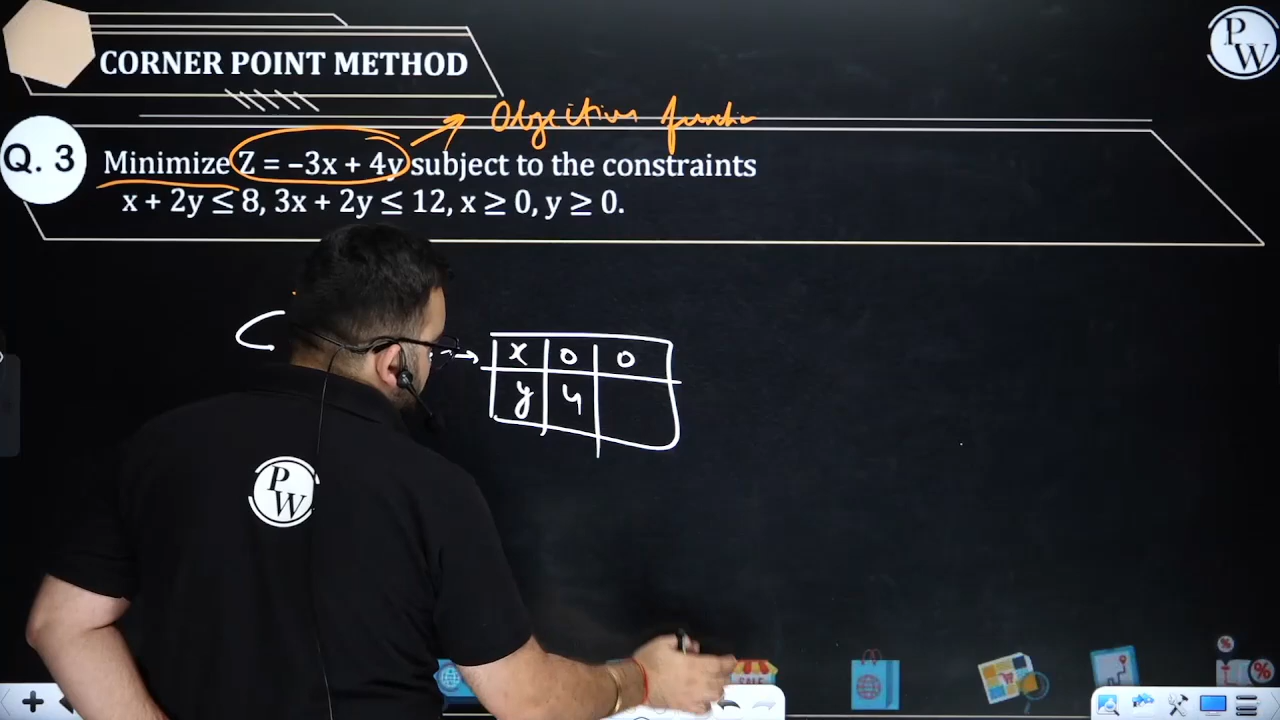 CORNER POINT METHOD
PW
Objective function
Q. 3
Minimize Z = –3x + 4y subject to the constraints
x + 2y ≤ 8, 3x + 2y ≤ 12, x ≥ 0, y ≥ 0.
x 0 0
y 4
PW
SALE
%
%